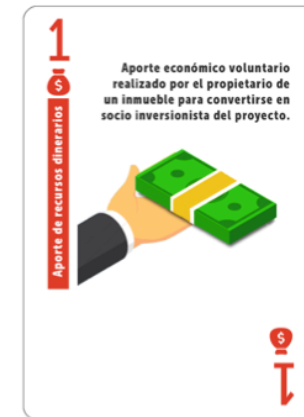 1
$
Aporte de recursos dinerarios
Aporte económico voluntario
realizado por el propietario de
un inmueble para convertirse en
socio inversionista del proyecto.
$
1